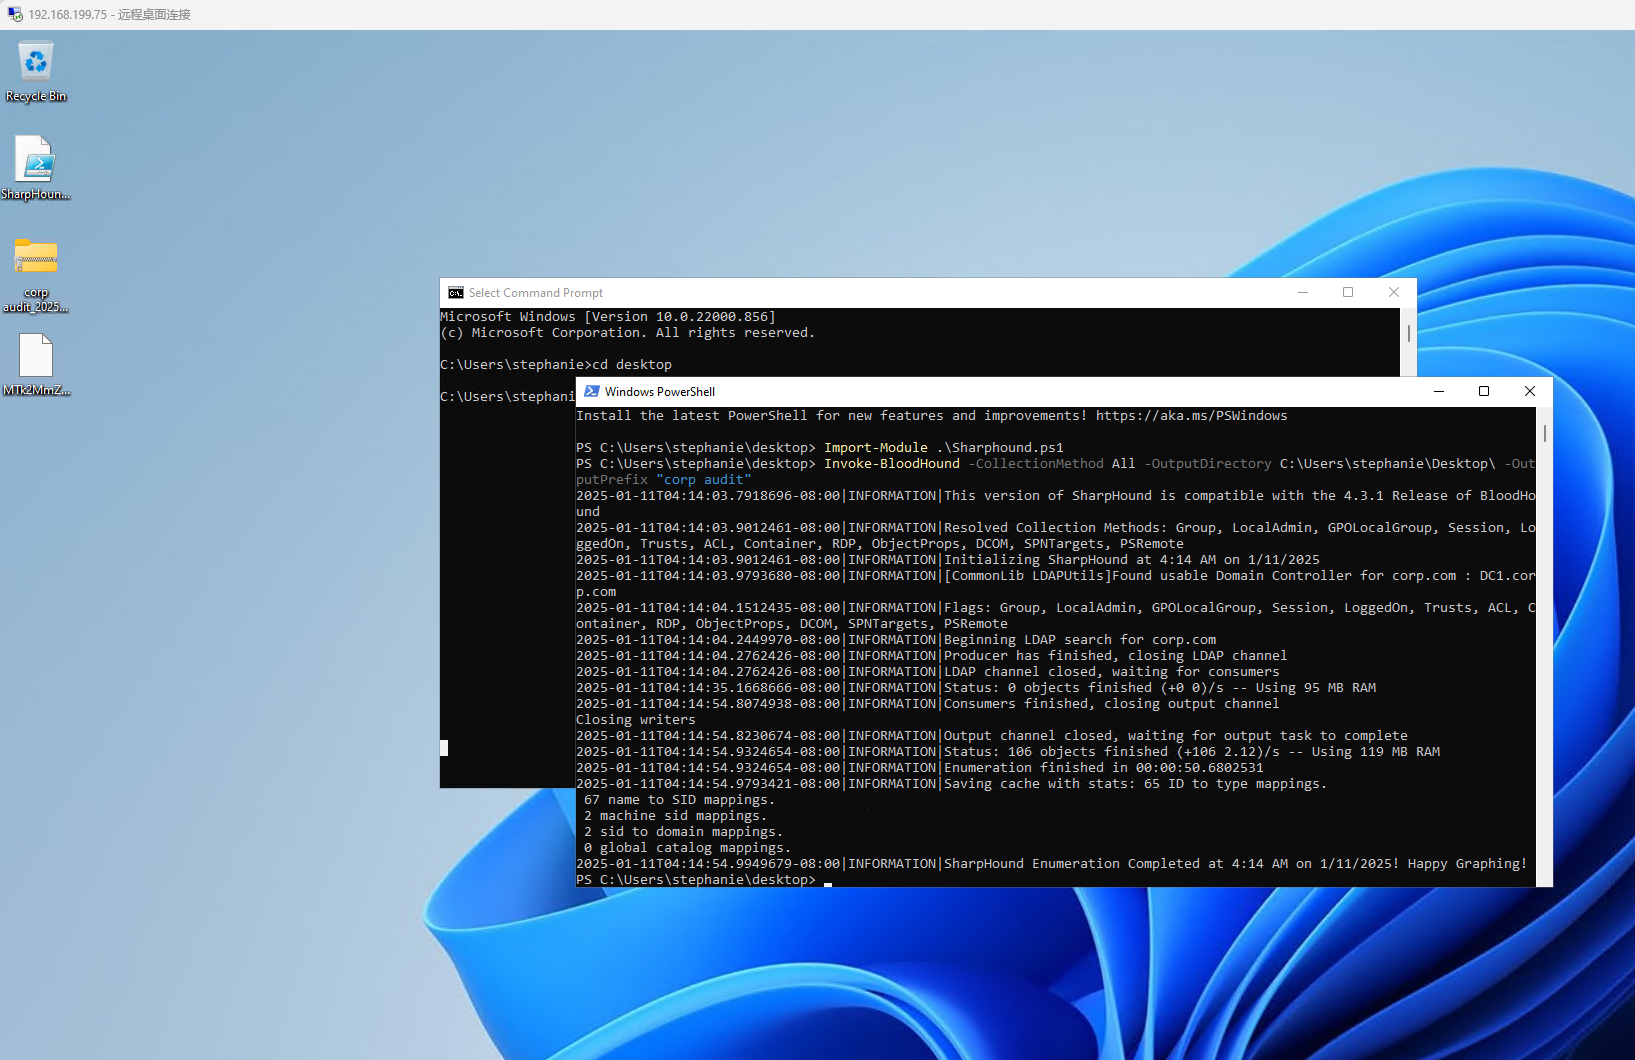 192.168.199.75 - 远程桌面连接
Recycle Bin
SharpHoun...
corp
audit_2025...
MTk2MmZ...
Select Command Prompt
Microsoft Windows [Version 10.0.22000.856]
(c) Microsoft Corporation. All rights reserved.
C:\Users\stephanie>cd desktop
C:\Users\stephani
Windows PowerShell
Install the latest PowerShell for new features and improvements! https://aka.ms/PSWindows
PS C:\Users\stephanie\desktop> Import-Module .\Sharphound.ps1
PS C:\Users\stephanie\desktop> Invoke-BloodHound -CollectionMethod All -OutputDirectory C:\Users\stephanie\Desktop\ -Out
putPrefix "corp audit"
2025-01-11T04:14:03.7918696-08:00|INFORMATION|This version of SharpHound is compatible with the 4.3.1 Release of BloodHo
und
2025-01-11T04:14:03.9012461-08:00|INFORMATION|Resolved Collection Methods: Group, LocalAdmin, GPOLocalGroup, Session, Lo
ggedOn, Trusts, ACL, Container, RDP, ObjectProps, DCOM, SPNTargets, PSRemote
2025-01-11T04:14:03.9012461-08:00|INFORMATION|Initializing SharpHound at 4:14 AM on 1/11/2025
2025-01-11T04:14:03.9793680-08:00|INFORMATION|[CommonLib LDAPUtils]Found usable Domain Controller for corp.com : DC1.cor
p.com
2025-01-11T04:14:04.1512435-08:00|INFORMATION|Flags: Group, LocalAdmin, GPOLocalGroup, Session, LoggedOn, Trusts, ACL, C
ontainer, RDP, ObjectProps, DCOM, SPNTargets, PSRemote
2025-01-11T04:14:04.2449970-08:00|INFORMATION|Beginning LDAP search for corp.com
2025-01-11T04:14:04.2762426-08:00|INFORMATION|Producer has finished, closing LDAP channel
2025-01-11T04:14:04.2762426-08:00|INFORMATION|LDAP channel closed, waiting for consumers
2025-01-11T04:14:35.1668666-08:00|INFORMATION|Status: 0 objects finished (+0 0)/s -- Using 95 MB RAM
2025-01-11T04:14:54.8074938-08:00|INFORMATION|Consumers finished, closing output channel
Closing writers
2025-01-11T04:14:54.8230674-08:00|INFORMATION|Output channel closed, waiting for output task to complete
2025-01-11T04:14:54.9324654-08:00|INFORMATION|Status: 106 objects finished (+106 2.12)/s -- Using 119 MB RAM
2025-01-11T04:14:54.9324654-08:00|INFORMATION|Enumeration finished in 00:00:50.6802531
2025-01-11T04:14:54.9793421-08:00|INFORMATION|Saving cache with stats: 65 ID to type mappings.
67 name to SID mappings.
2 machine sid mappings.
2 sid to domain mappings.
0 global catalog mappings.
2025-01-11T04:14:54.9949679-08:00|INFORMATION|SharpHound Enumeration Completed at 4:14 AM on 1/11/2025! Happy Graphing!
PS C:\Users\stephanie\desktop>